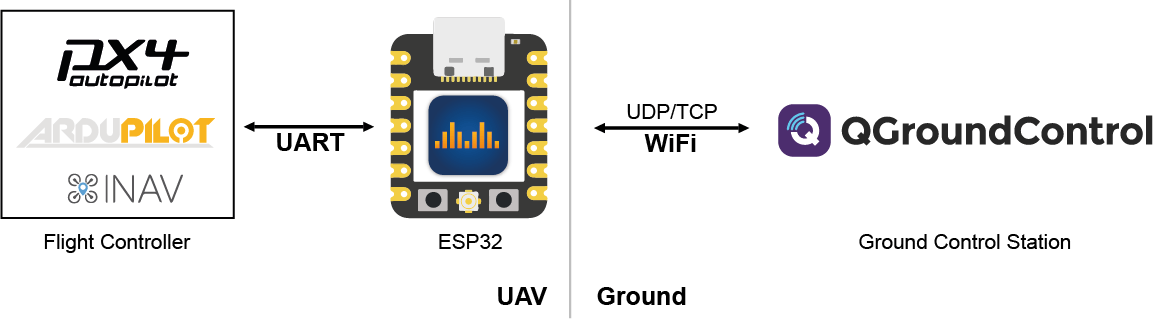 px4
autopilot
ARDUPILOT
INAV
Flight Controller
UART
ESP32
UDP/TCP
WiFi
QGroundControl
Ground Control Station
UAV
Ground